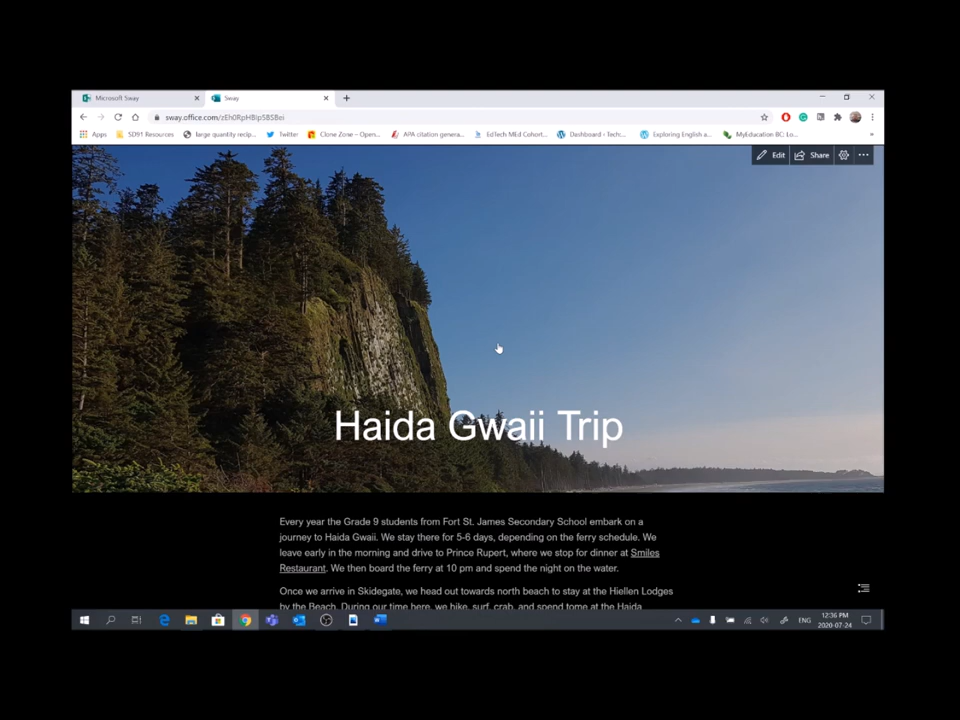 Microsoft Sway
Sway
sway.office.com/
Apps
SD91 Resources
large quantity recip...
Twitter
Clone Zone – Open...
APA citation genera...
EdTech MEd Cohort...
Dashboard ‹ Tech:...
Exploring English a...
MyEducation BC: Lo...
Edit
Share
Haida Gwaii Trip
Every year the Grade 9 students from Fort St. James Secondary School embark on a
journey to Haida Gwaii. We stay there for 5-6 days, depending on the ferry schedule. We
leave early in the morning and drive to Prince Rupert, where we stop for dinner at Smiles
Restaurant. We then board the ferry at 10 pm and spend the night on the water.
Once we arrive in Skidegate, we head out towards north beach to stay at the Hiellen Lodges
by the Beach. During our time here, we hike, surf, crab, and spend tome at the Haida
ENG
12:36 PM
2020-07-24